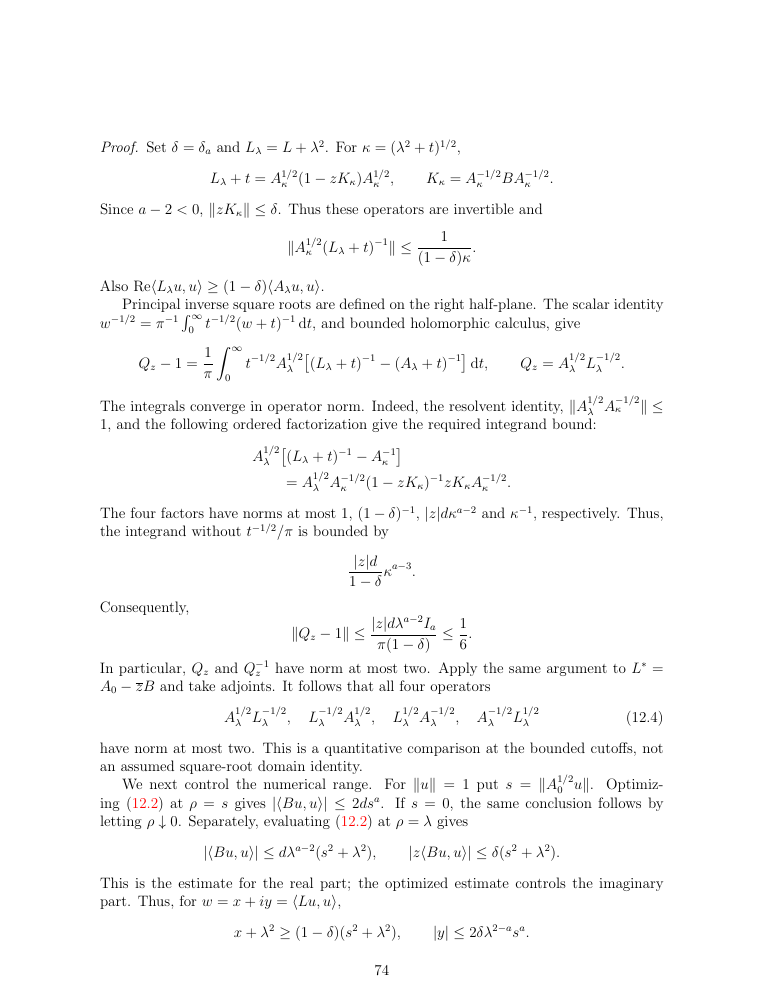 Proof. Set δ = δ_a and L_λ = L + λ². For κ = (λ² + t)^{1/2},
L_λ + t = A_κ^{1/2}(1 − zK_κ)A_κ^{1/2},   K_κ = A_κ^{−1/2}BA_κ^{−1/2}.
Since a − 2 < 0, ‖zK_κ‖ ≤ δ. Thus these operators are invertible and
‖A_κ^{1/2}(L_λ + t)^{−1}‖ ≤ \frac{1}{(1 − δ)κ}.
Also Re⟨L_λu, u⟩ ≥ (1 − δ)⟨A_λu, u⟩.
Principal inverse square roots are defined on the right half-plane. The scalar identity
w^{−1/2} = π^{−1} ∫_0^∞ t^{−1/2}(w + t)^{−1} dt, and bounded holomorphic calculus, give
Q_z − 1 = \frac{1}{π} ∫_0^∞ t^{−1/2}A_λ^{1/2}[(L_λ + t)^{−1} − (A_λ + t)^{−1}] dt,   Q_z = A_λ^{1/2}L_λ^{−1/2}.
The integrals converge in operator norm. Indeed, the resolvent identity, ‖A_λ^{1/2}A_κ^{−1/2}‖ ≤
1, and the following ordered factorization give the required integrand bound:
A_λ^{1/2}[(L_λ + t)^{−1} − A_κ^{−1}]
= A_λ^{1/2}A_κ^{−1/2}(1 − zK_κ)^{−1}zK_κA_κ^{−1/2}.
The four factors have norms at most 1, (1 − δ)^{−1}, |z|dκ^{a−2} and κ^{−1}, respectively. Thus,
the integrand without t^{−1/2}/π is bounded by
\frac{|z|d}{1 − δ}κ^{a−3}.
Consequently,
‖Q_z − 1‖ ≤ \frac{|z|dλ^{a−2}I_a}{π(1 − δ)} ≤ \frac{1}{6}.
In particular, Q_z and Q_z^{−1} have norm at most two. Apply the same argument to L* =
A_0 − \overline{z}B and take adjoints. It follows that all four operators
A_λ^{1/2}L_λ^{−1/2},   L_λ^{−1/2}A_λ^{1/2},   L_λ^{1/2}A_λ^{−1/2},   A_λ^{−1/2}L_λ^{1/2}   (12.4)
have norm at most two. This is a quantitative comparison at the bounded cutoffs, not
an assumed square-root domain identity.
We next control the numerical range. For ‖u‖ = 1 put s = ‖A_0^{1/2}u‖. Optimiz-
ing (12.2) at ρ = s gives |⟨Bu, u⟩| ≤ 2ds^a. If s = 0, the same conclusion follows by
letting ρ ↓ 0. Separately, evaluating (12.2) at ρ = λ gives
|⟨Bu, u⟩| ≤ dλ^{a−2}(s² + λ²),   |z⟨Bu, u⟩| ≤ δ(s² + λ²).
This is the estimate for the real part; the optimized estimate controls the imaginary
part. Thus, for w = x + iy = ⟨Lu, u⟩,
x + λ² ≥ (1 − δ)(s² + λ²),   |y| ≤ 2δλ^{2−a}s^a.
74